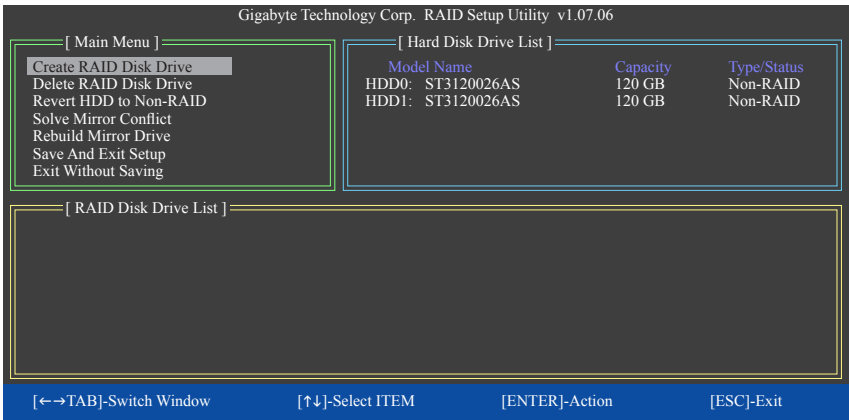 Gigabyte Technology Corp. RAID Setup Utility v1.07.06
[ Main Menu ]
Create RAID Disk Drive
Delete RAID Disk Drive
Revert HDD to Non-RAID
Solve Mirror Conflict
Rebuild Mirror Drive
Save And Exit Setup
Exit Without Saving
[ Hard Disk Drive List ]
Model Name Capacity Type/Status
HDD0: ST3120026AS 120 GB Non-RAID
HDD1: ST3120026AS 120 GB Non-RAID
[ RAID Disk Drive List ]
[←→TAB]-Switch Window [↑↓]-Select ITEM [ENTER]-Action [ESC]-Exit